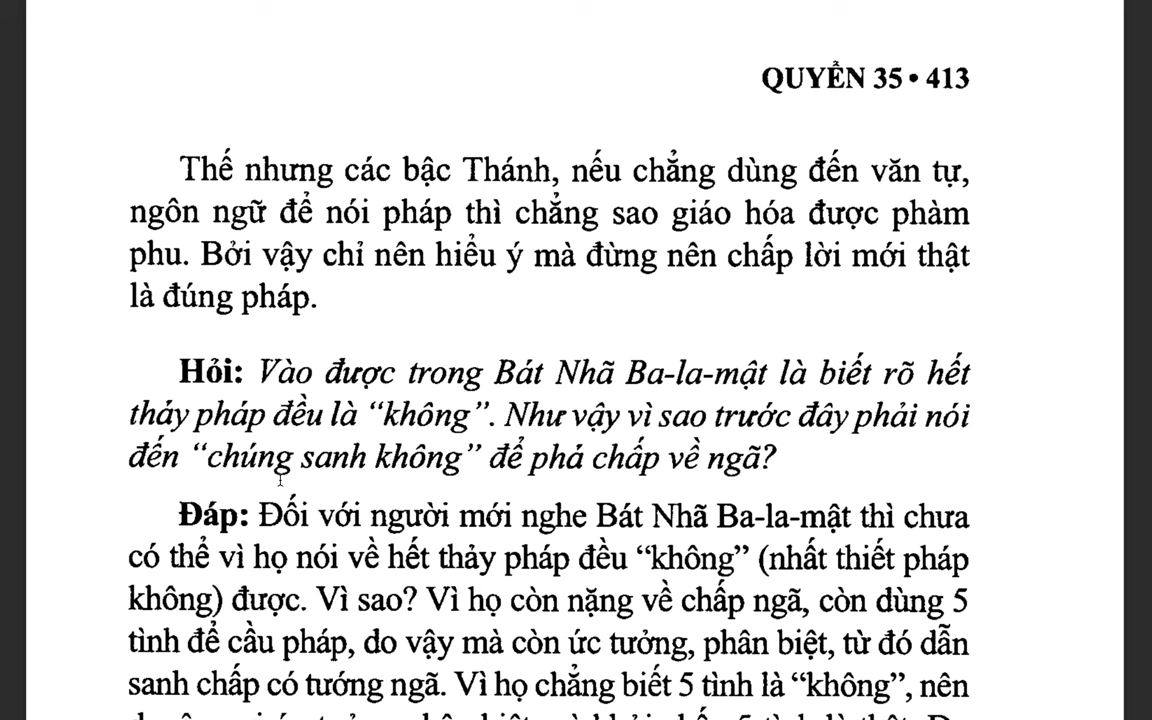 QUYỂN 35 • 413
Thế nhưng các bậc Thánh, nếu chẳng dùng đến văn tự,
ngôn ngữ để nói pháp thì chẳng sao giáo hóa được phàm
phu. Bởi vậy chỉ nên hiểu ý mà đừng nên chấp lời mới thật
là đúng pháp.
Hỏi: Vào được trong Bát Nhã Ba-la-mật là biết rõ hết
thảy pháp đều là “không”. Như vậy vì sao trước đây phải nói
đến “chúng sanh không” để phá chấp về ngã?
Đáp: Đối với người mới nghe Bát Nhã Ba-la-mật thì chưa
có thể vì họ nói về hết thảy pháp đều “không” (nhất thiết pháp
không) được. Vì sao? Vì họ còn nặng về chấp ngã, còn dùng 5
tình để cầu pháp, do vậy mà còn ức tưởng, phân biệt, từ đó dẫn
sanh chấp có tướng ngã. Vì họ chẳng biết 5 tình là “không”, nên